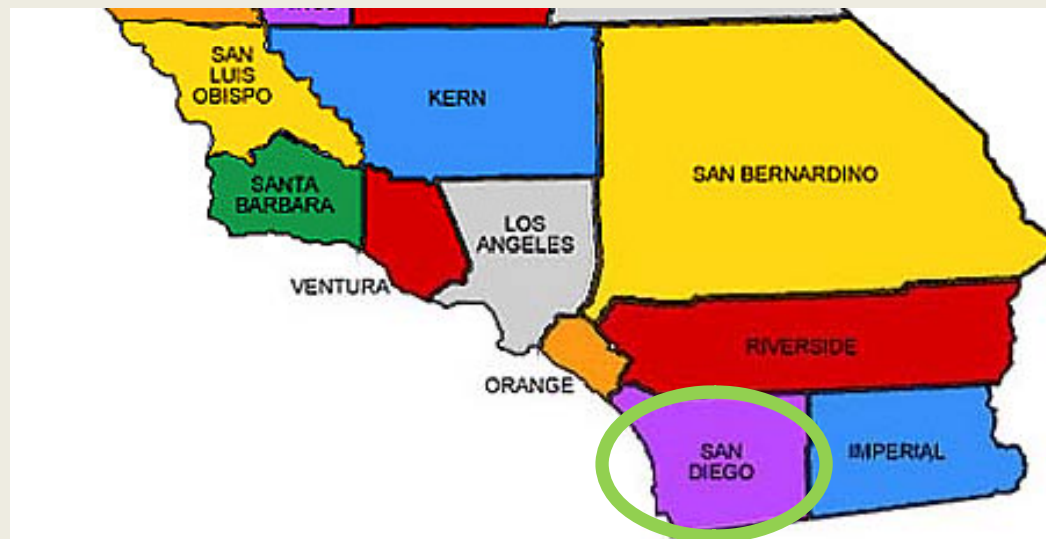 SAN
LUIS
OBISPO
KERN
SAN BERNARDINO
SANTA
BARBARA
LOS
ANGELES
VENTURA
RIVERSIDE
ORANGE
SAN
DIEGO
IMPERIAL